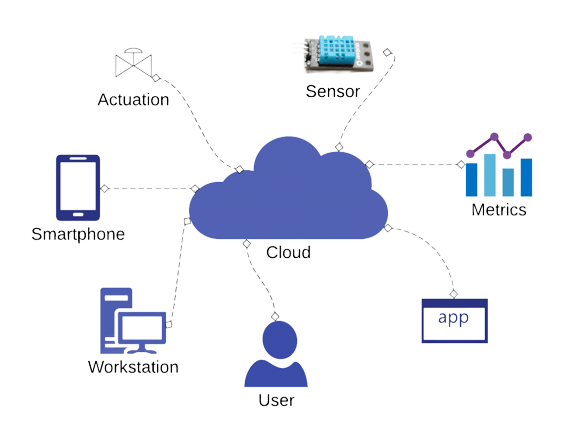 Actuation
Sensor
Smartphone
Metrics
Cloud
app
Workstation
User